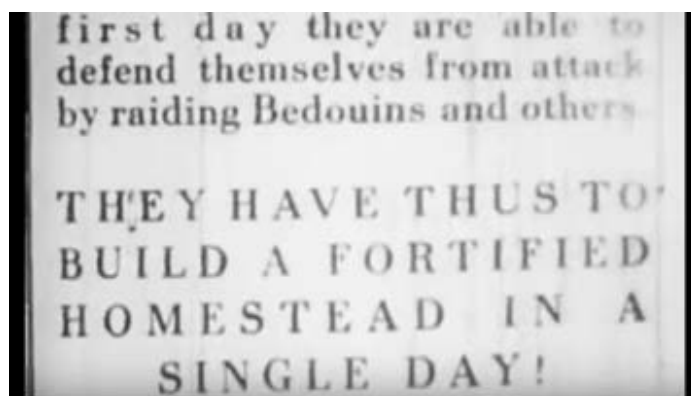 first day they are able to
defend themselves from attack
by raiding Bedouins and others
THEY HAVE THUS TO
BUILD A FORTIFIED
HOMESTEAD IN A
SINGLE DAY!